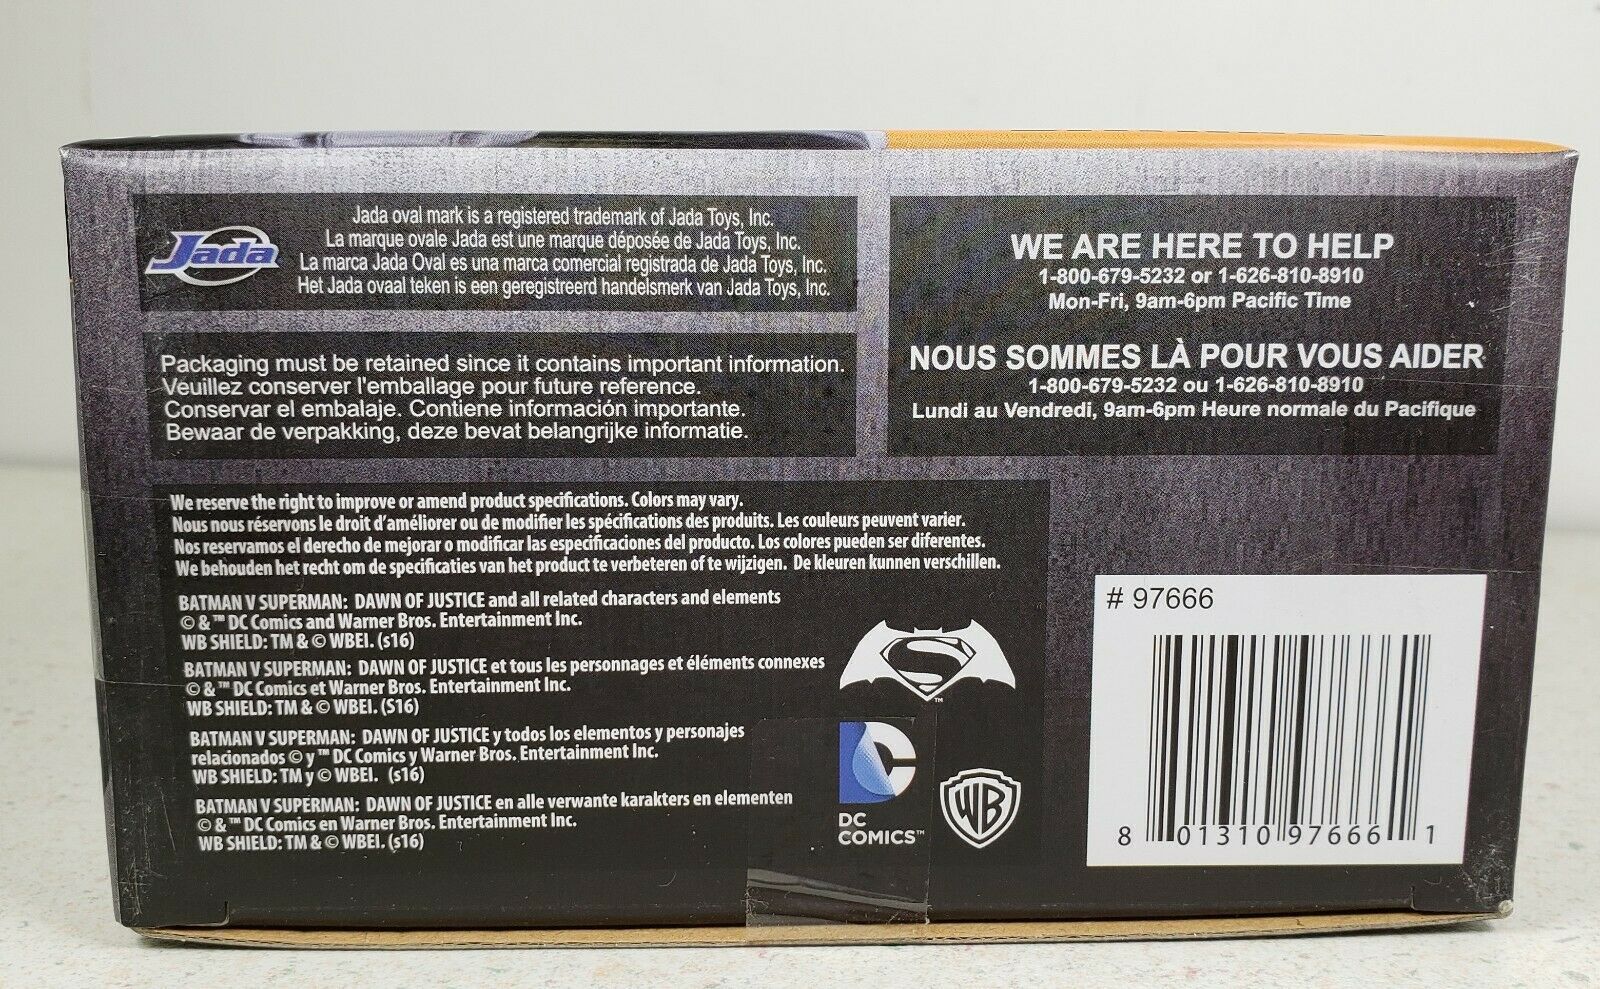 Jada
Jada oval mark is a registered trademark of Jada Toys, Inc.
La marque ovale Jada est une marque déposée de Jada Toys, Inc.
La marca Jada Oval es una marca comercial registrada de Jada Toys, Inc.
Het Jada ovaal teken is een geregistreerd handelsmerk van Jada Toys, Inc.
Packaging must be retained since it contains important information.
Veuillez conserver l'emballage pour future reference.
Conservar el embalaje. Contiene información importante.
Bewaar de verpakking, deze bevat belangrijke informatie.
WE ARE HERE TO HELP
1-800-679-5232 or 1-626-810-8910
Mon-Fri, 9am-6pm Pacific Time
NOUS SOMMES LÀ POUR VOUS AIDER
1-800-679-5232 ou 1-626-810-8910
Lundi au Vendredi, 9am-6pm Heure normale du Pacifique
We reserve the right to improve or amend product specifications. Colors may vary.
Nous nous réservons le droit d'améliorer ou de modifier les spécifications des produits. Les couleurs peuvent varier.
Nos reservamos el derecho de mejorar o modificar las especificaciones del producto. Los colores pueden ser diferentes.
We behouden het recht om de specificaties van het product te verbeteren of te wijzigen. De kleuren kunnen verschillen.
BATMAN V SUPERMAN: DAWN OF JUSTICE and all related characters and elements
© & ™ DC Comics and Warner Bros. Entertainment Inc.
WB SHIELD: TM & © WBEI. (s16)
BATMAN V SUPERMAN: DAWN OF JUSTICE et tous les personnages et éléments connexes
© & ™ DC Comics et Warner Bros. Entertainment Inc.
WB SHIELD: TM & © WBEI. (S16)
BATMAN V SUPERMAN: DAWN OF JUSTICE y todos los elementos y personajes
relacionados © y ™ DC Comics y Warner Bros. Entertainment Inc.
WB SHIELD: TM y © WBEI. (s16)
BATMAN V SUPERMAN: DAWN OF JUSTICE en alle verwante karakters en elementen
© & ™ DC Comics en Warner Bros. Entertainment Inc.
WB SHIELD: TM & © WBEI. (s16)
S
™
DC
DC
COMICS™
WB
# 97666
8 01310 97666 1